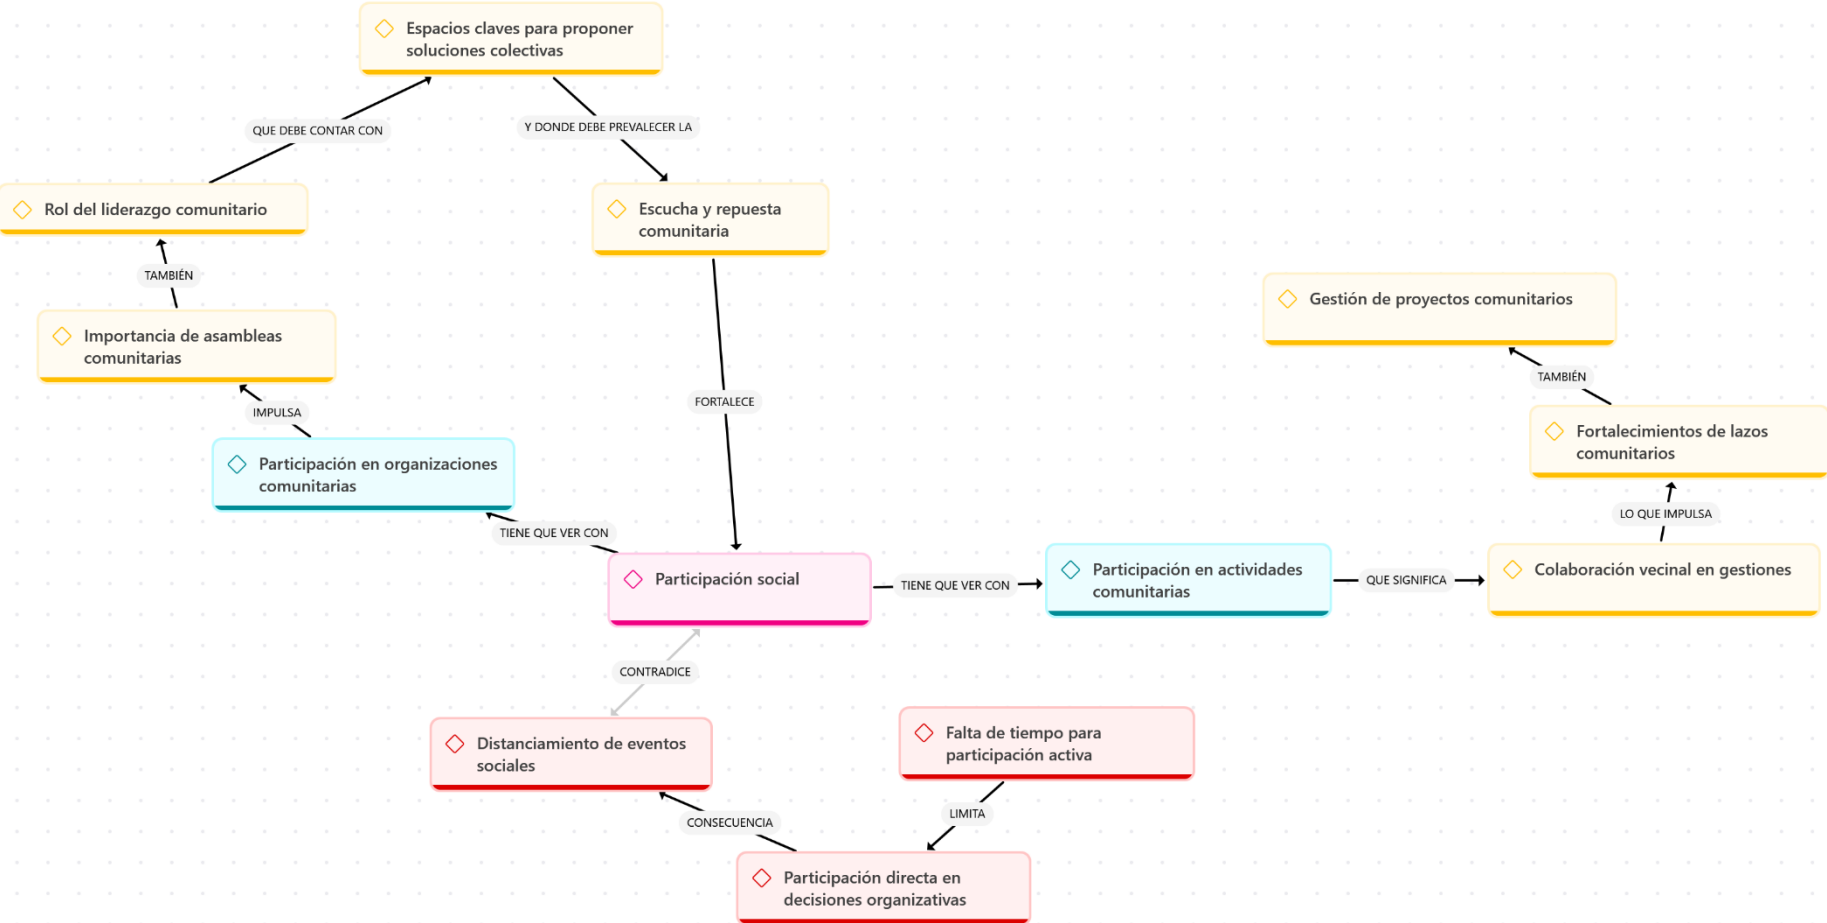 Espacios claves para proponer
soluciones colectivas
QUE DEBE CONTAR CON
Y DONDE DEBE PREVALECER LA
Rol del liderazgo comunitario
Escucha y repuesta
comunitaria
TAMBIÉN
Gestión de proyectos comunitarios
Importancia de asambleas
comunitarias
TAMBIÉN
FORTALECE
IMPULSA
Fortalecimientos de lazos
comunitarios
Participación en organizaciones
comunitarias
LO QUE IMPULSA
TIENE QUE VER CON
Participación social
TIENE QUE VER CON
Participación en actividades
comunitarias
QUE SIGNIFICA
Colaboración vecinal en gestiones
CONTRADICE
Distanciamiento de eventos
sociales
Falta de tiempo para
participación activa
CONSECUENCIA
LIMITA
Participación directa en
decisiones organizativas